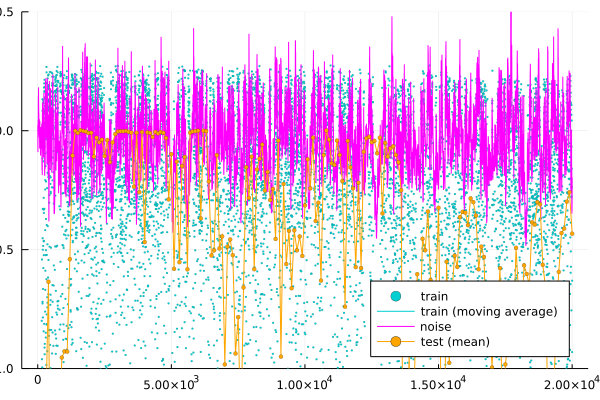 0.5
0.0
0.5
1.0
0
5.00×10³
1.00×10⁴
1.50×10⁴
2.00×10⁴
train
train (moving average)
noise
test (mean)